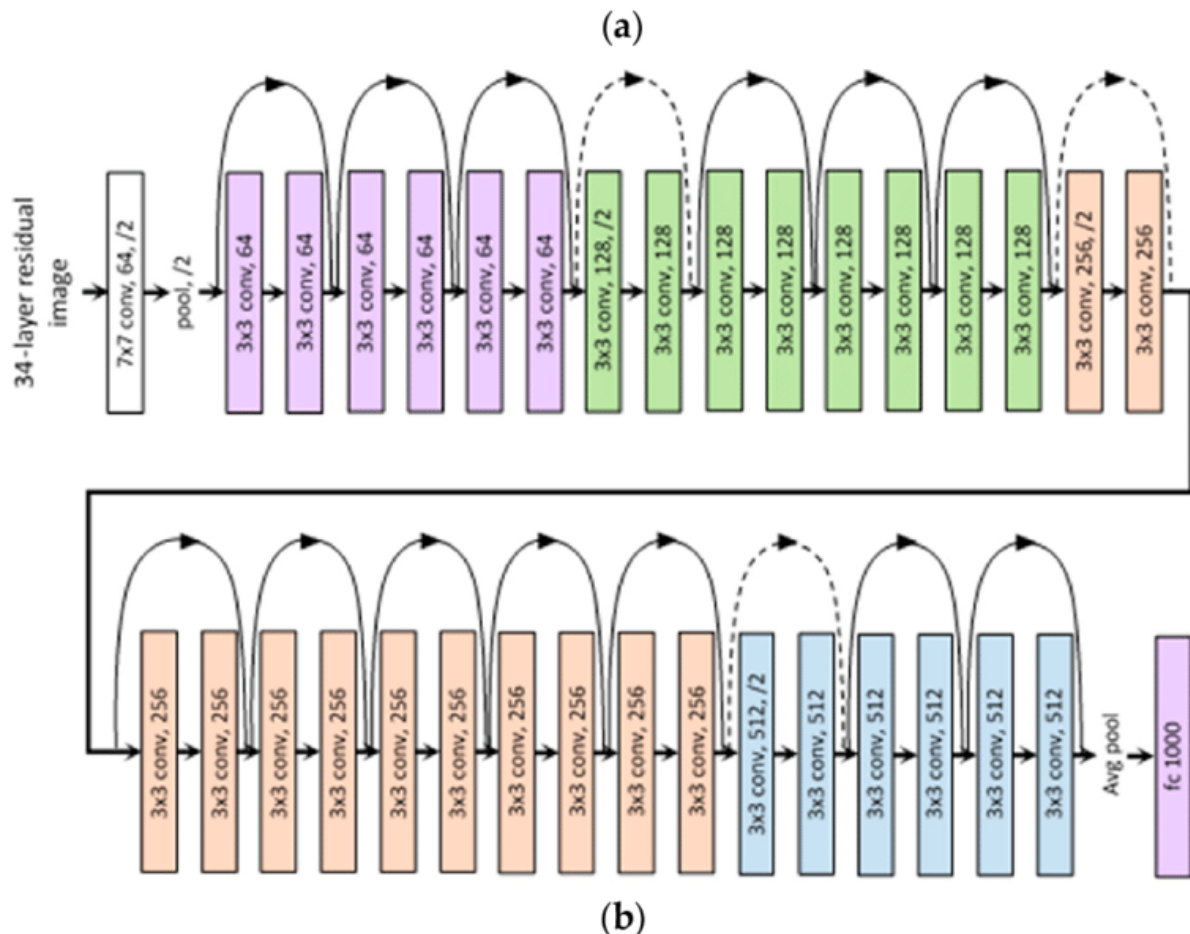 (a)
34-layer residual
image
7x7 conv, 64, /2
pool, /2
3x3 conv, 64
3x3 conv, 64
3x3 conv, 64
3x3 conv, 64
3x3 conv, 64
3x3 conv, 64
3x3 conv, 128, /2
3x3 conv, 128
3x3 conv, 128
3x3 conv, 128
3x3 conv, 128
3x3 conv, 128
3x3 conv, 128
3x3 conv, 128
3x3 conv, 256, /2
3x3 conv, 256
3x3 conv, 256
3x3 conv, 256
3x3 conv, 256
3x3 conv, 256
3x3 conv, 256
3x3 conv, 256
3x3 conv, 256
3x3 conv, 256
3x3 conv, 256
3x3 conv, 256
3x3 conv, 512, /2
3x3 conv, 512
3x3 conv, 512
3x3 conv, 512
3x3 conv, 512
3x3 conv, 512
Avg pool
fc 1000
(b)